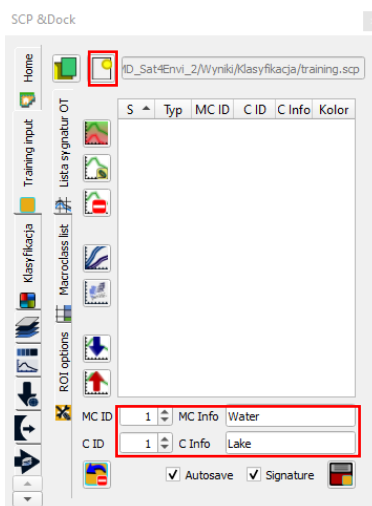 SCP &Dock
Home
Training input
Klasyfikacja
Lista sygnatur OT
Macroclass list
ROI options
MD_Sat4Envi_2/Wyniki/Klasyfikacja/training.scp
S Typ MC ID C ID C Info Kolor
MC ID 1 MC Info Water
C ID 1 C Info Lake
Autosave Signature